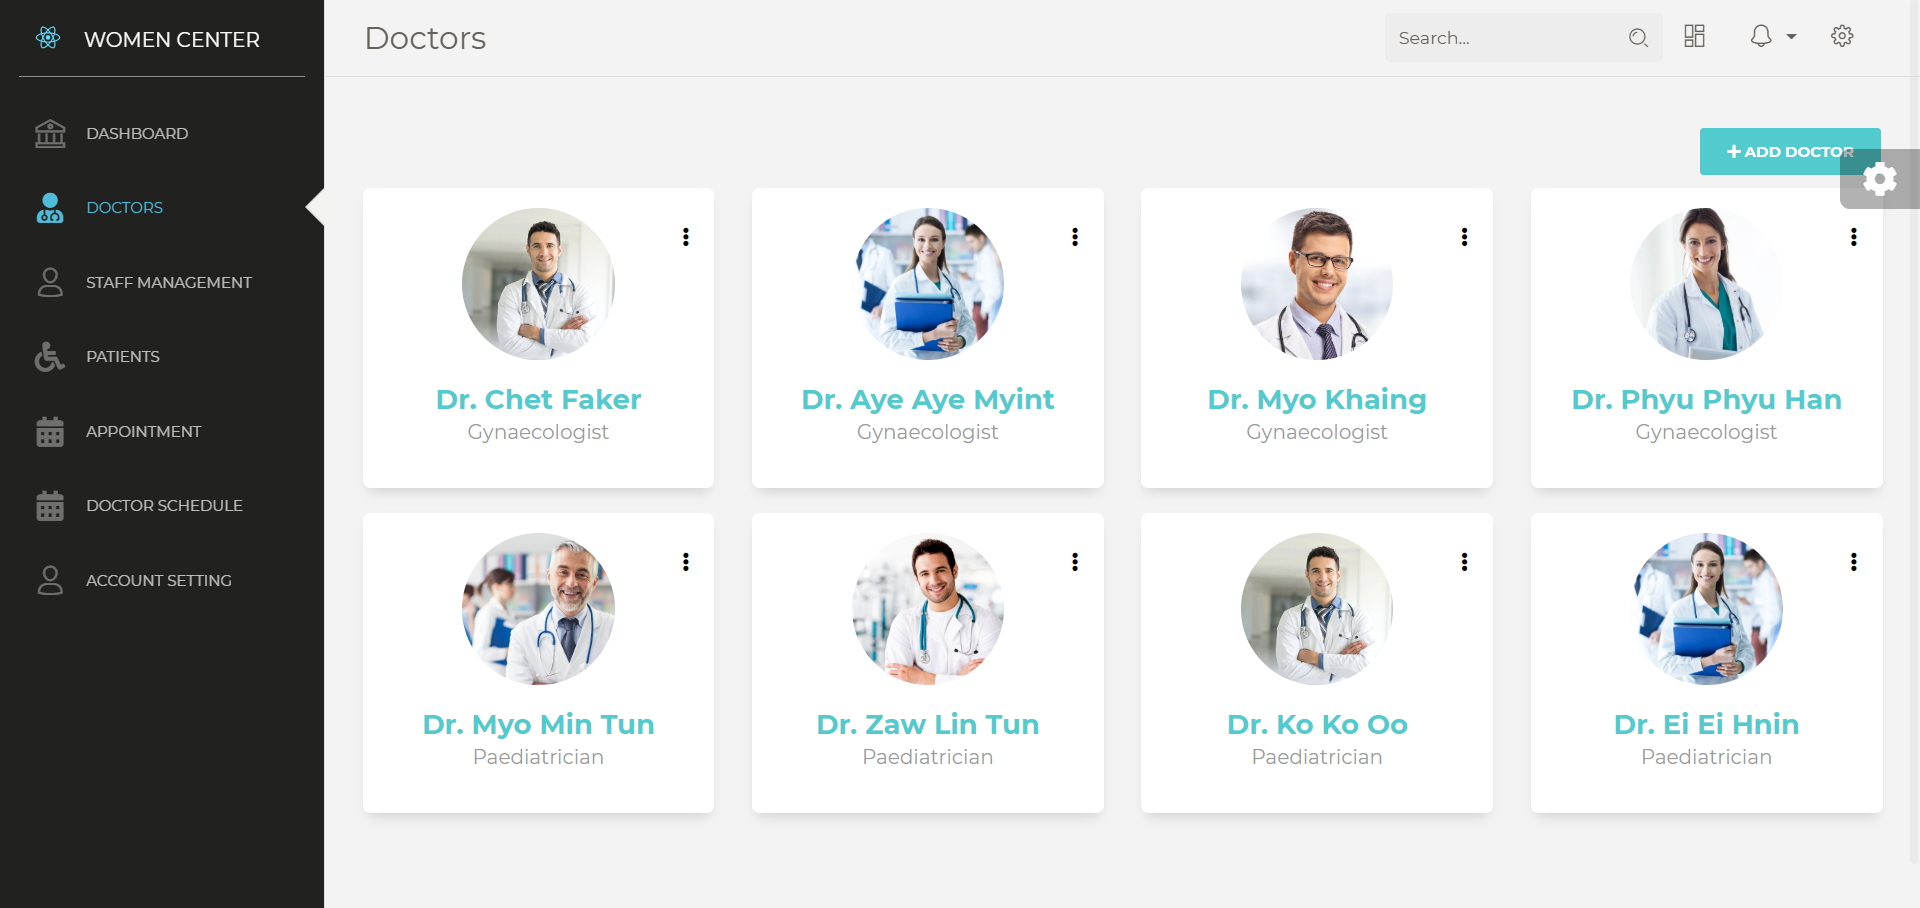 WOMEN CENTER
DASHBOARD
DOCTORS
STAFF MANAGEMENT
PATIENTS
APPOINTMENT
DOCTOR SCHEDULE
ACCOUNT SETTING
Doctors
Search...
ADD DOCTOR
Dr. Chet Faker
Gynaecologist
Dr. Aye Aye Myint
Gynaecologist
Dr. Myo Khaing
Gynaecologist
Dr. Phyu Phyu Han
Gynaecologist
Dr. Myo Min Tun
Paediatrician
Dr. Zaw Lin Tun
Paediatrician
Dr. Ko Ko Oo
Paediatrician
Dr. Ei Ei Hnin
Paediatrician